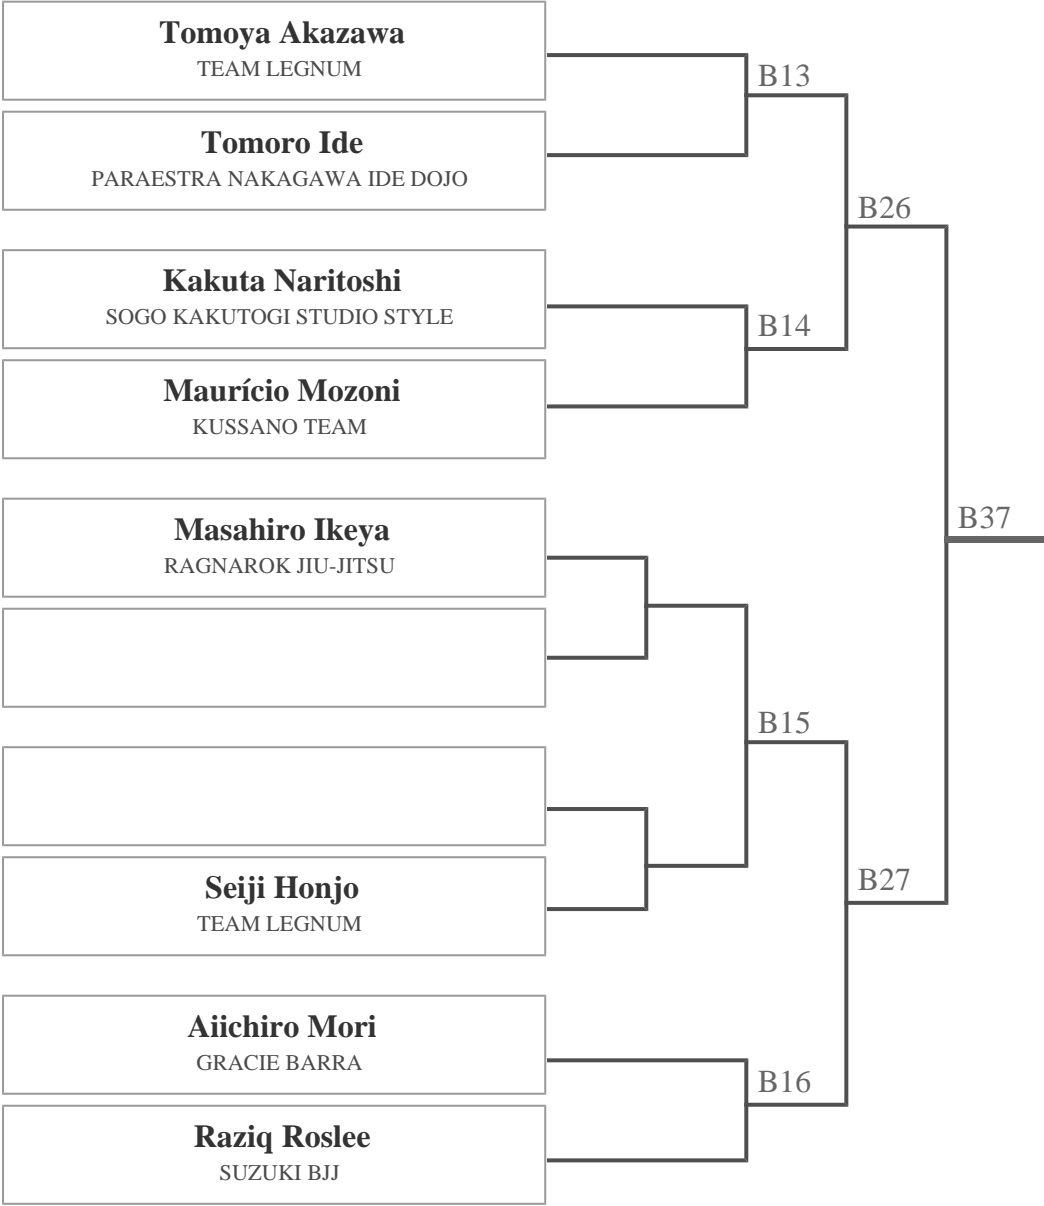 Tomoya Akazawa
TEAM LEGNUM
B13
Tomoro Ide
PARAESTRA NAKAGAWA IDE DOJO
B26
Kakuta Naritoshi
SOGO KAKUTOGI STUDIO STYLE
B14
Maurício Mozoni
KUSSANO TEAM
Masahiro Ikeya
RAGNAROK JIU-JITSU
B37
B15
Seiji Honjo
TEAM LEGNUM
B27
Aiichiro Mori
GRACIE BARRA
B16
Raziq Roslee
SUZUKI BJJ